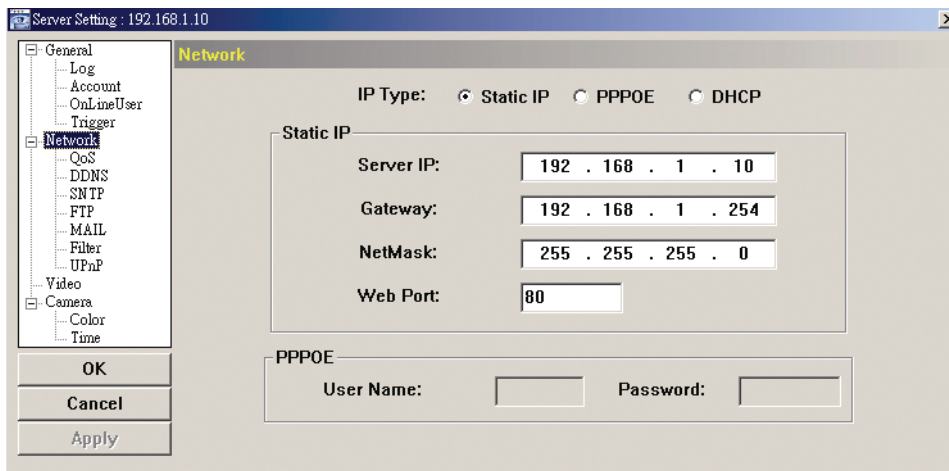 Server Setting : 192.168.1.10
General
Log
Account
OnLineUser
Trigger
Network
QoS
DDNS
SNTP
FTP
MAIL
Filter
UPnP
Video
Camera
Color
Time
OK
Cancel
Apply
Network
IP Type: Static IP PPPOE DHCP
Static IP
Server IP: 192 . 168 . 1 . 10
Gateway: 192 . 168 . 1 . 254
NetMask: 255 . 255 . 255 . 0
Web Port: 80
PPPOE
User Name: Password: